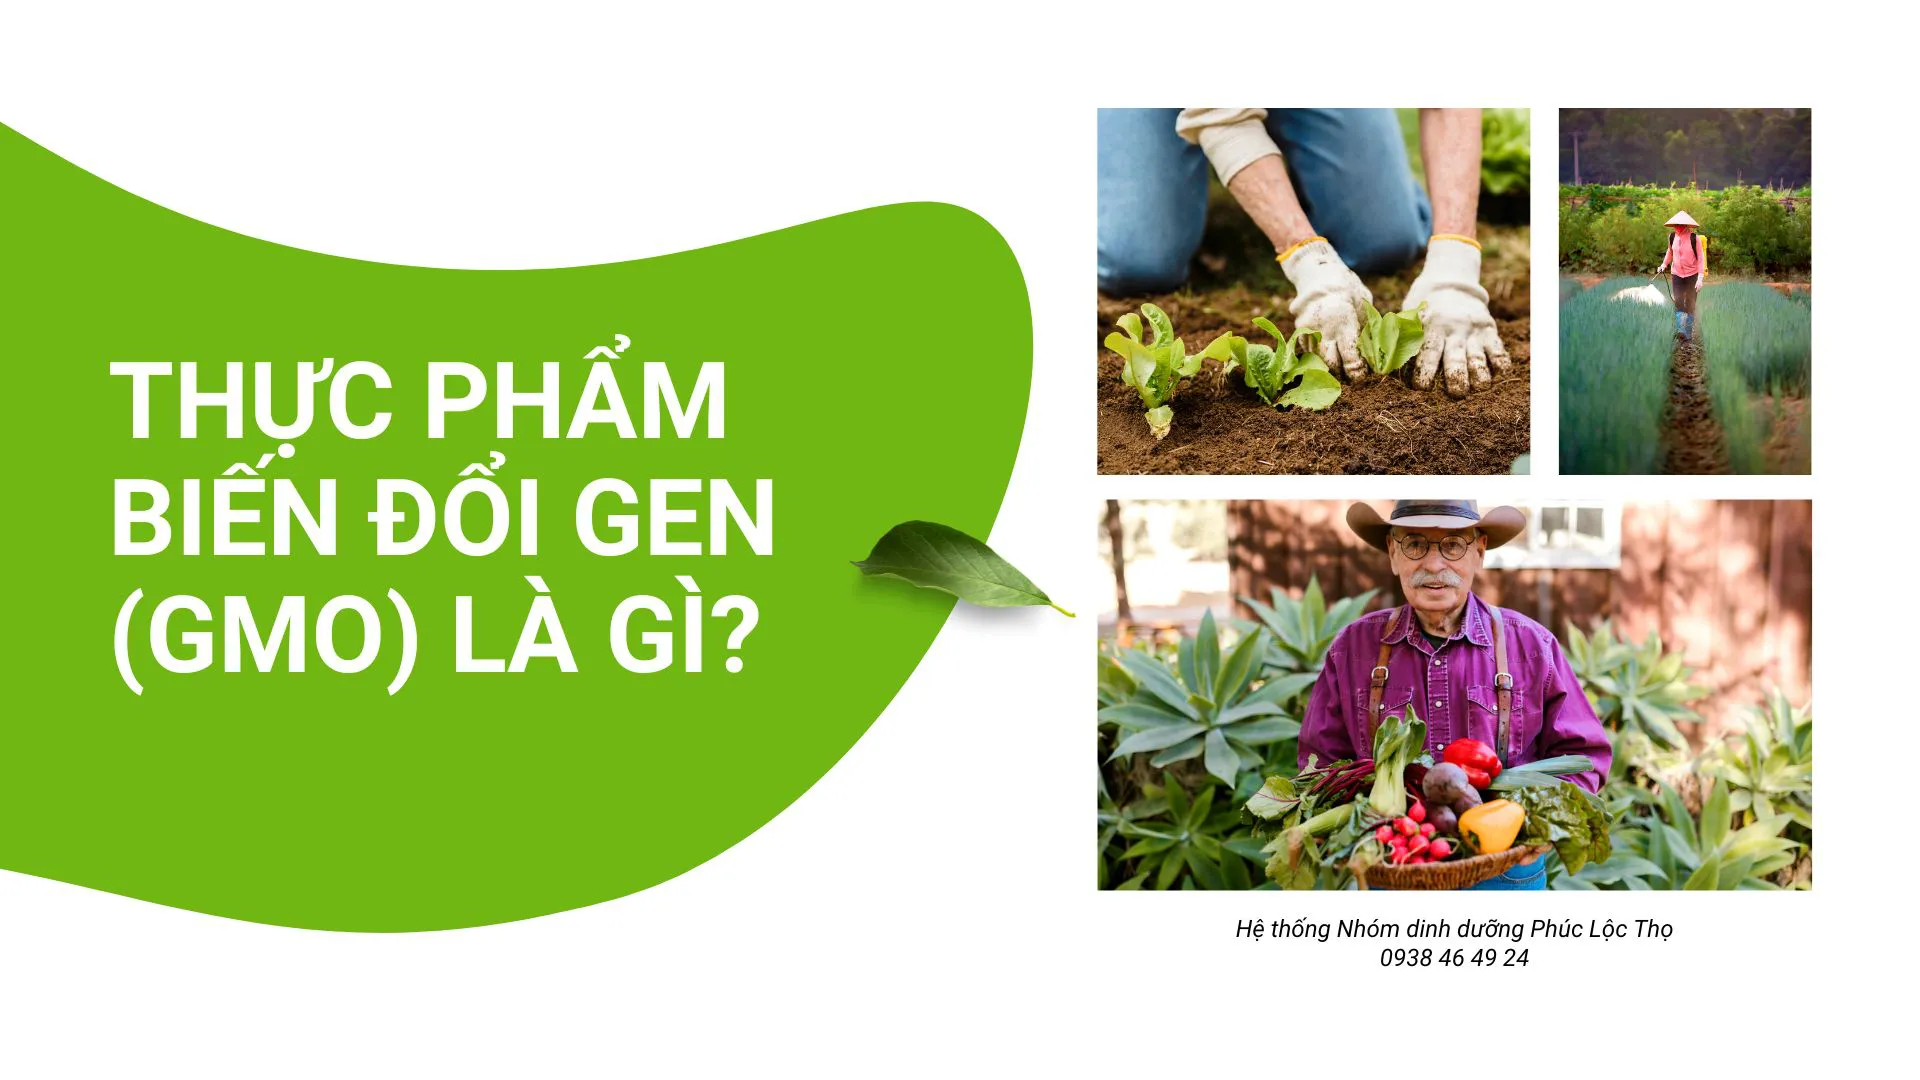 THỰC PHẨM
BIẾN ĐỔI GEN
(GMO) LÀ GÌ?
Hệ thống Nhóm dinh dưỡng Phúc Lộc Thọ
0938 46 49 24